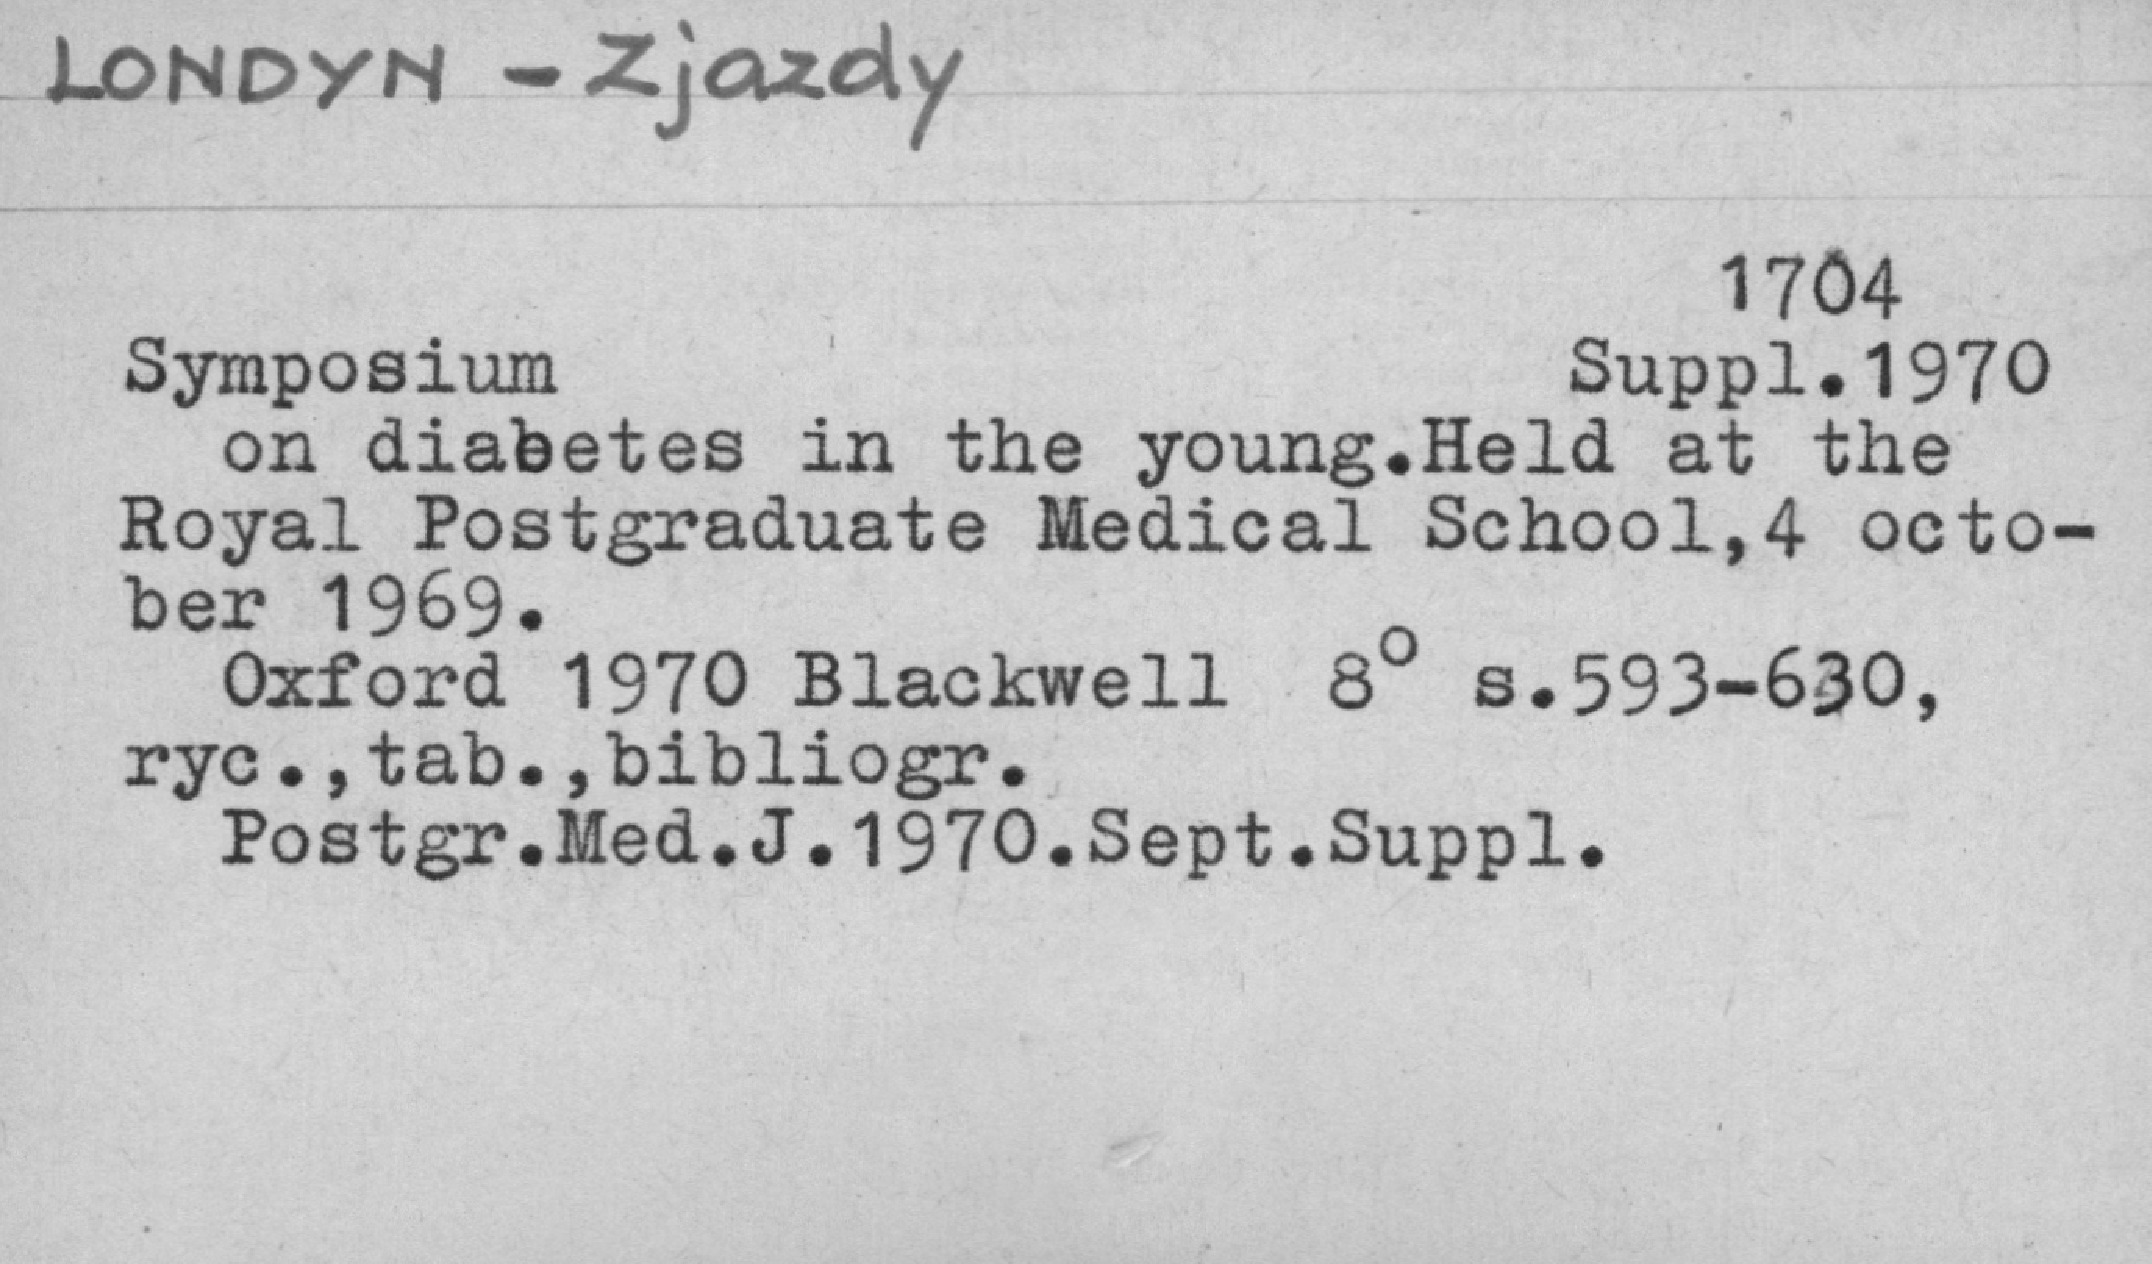 LONDYN - Zjazdy
1704
Symposium Suppl.1970
on diabetes in the young.Held at the
Royal Postgraduate Medical School,4 octo-
ber 1969.
Oxford 1970 Blackwell 8° s.593-630,
ryc.,tab.,bibliogr.
Postgr.Med.J.1970.Sept.Suppl.